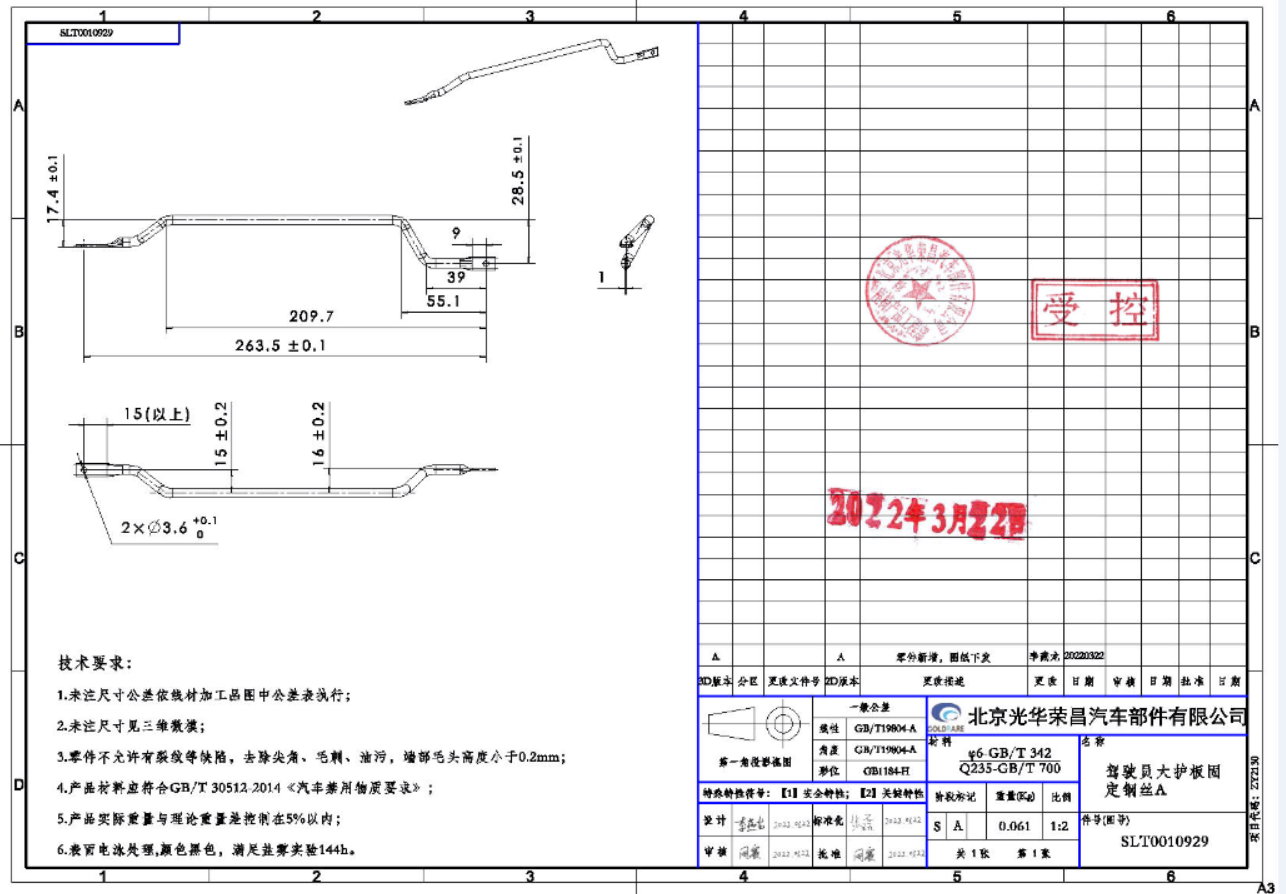 1 2 3 4 5 6
SLT0010929
A A
17.4 ±0.1
28.5 ±0.1
9
39
1
55.1
209.7
B B
263.5 ±0.1
受 控
15(以上)
15 ±0.2
16 ±0.2
2022年3月22日
2×∅3.6 +0.1 0
C C
技术要求：
1.未注尺寸公差依线材加工品图中公差表执行；
2.未注尺寸见三维数模；
3.零件不允许有裂纹等缺陷，去除尖角、毛刺、油污，端部毛头高度小于0.2mm；
4.产品材料应符合GB/T 30512-2014《汽车禁用物质要求》；
5.产品实际重量与理论重量差控制在5%以内；
6.表面电泳处理,颜色黑色，满足盐雾实验144h。
A A 零件新增，图纸下发 20220322
3D版本 分区 更改文件号 2D版本 更改描述 更改 日期 审核 日期 批准 日期
一般公差
线性 GB/T19804-A
角度 GB/T19804-A
形位 GB1184-H
第一角投影视图
GOLDRARE
北京光华荣昌汽车部件有限公司
材料
φ6-GB/T 342
Q235-GB/T 700
名称
驾驶员大护板固
定钢丝A
D D
特殊特性符号：【1】安全特性；【2】关键特性
阶段标记 重量(Kg) 比例
S A 0.061 1:2
设计 标准化
审核 批准
共 1 张 第 1 张
件号(图号)
SLT0010929
项目代码：ZY2130
1 2 3 4 5 6
A3